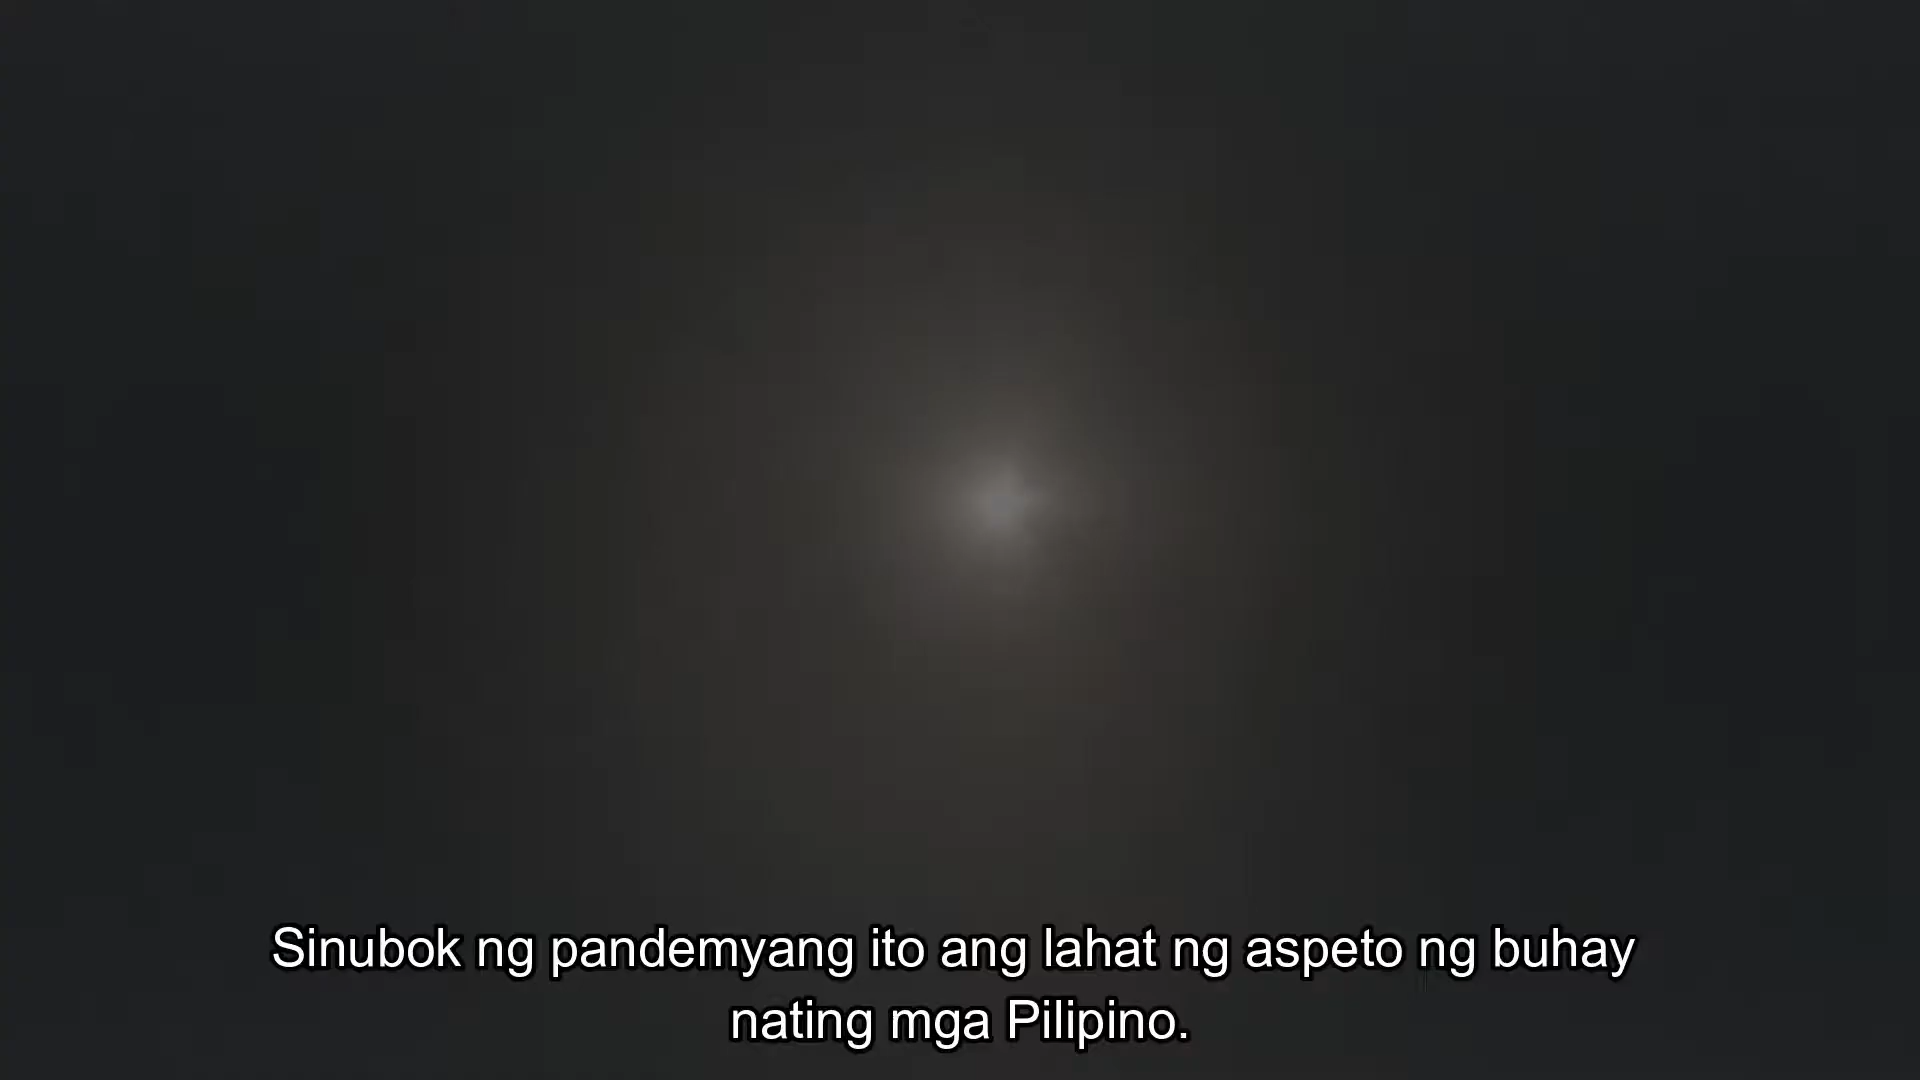 Sinubok ng pandemyang ito ang lahat ng aspeto ng buhay
nating mga Pilipino.